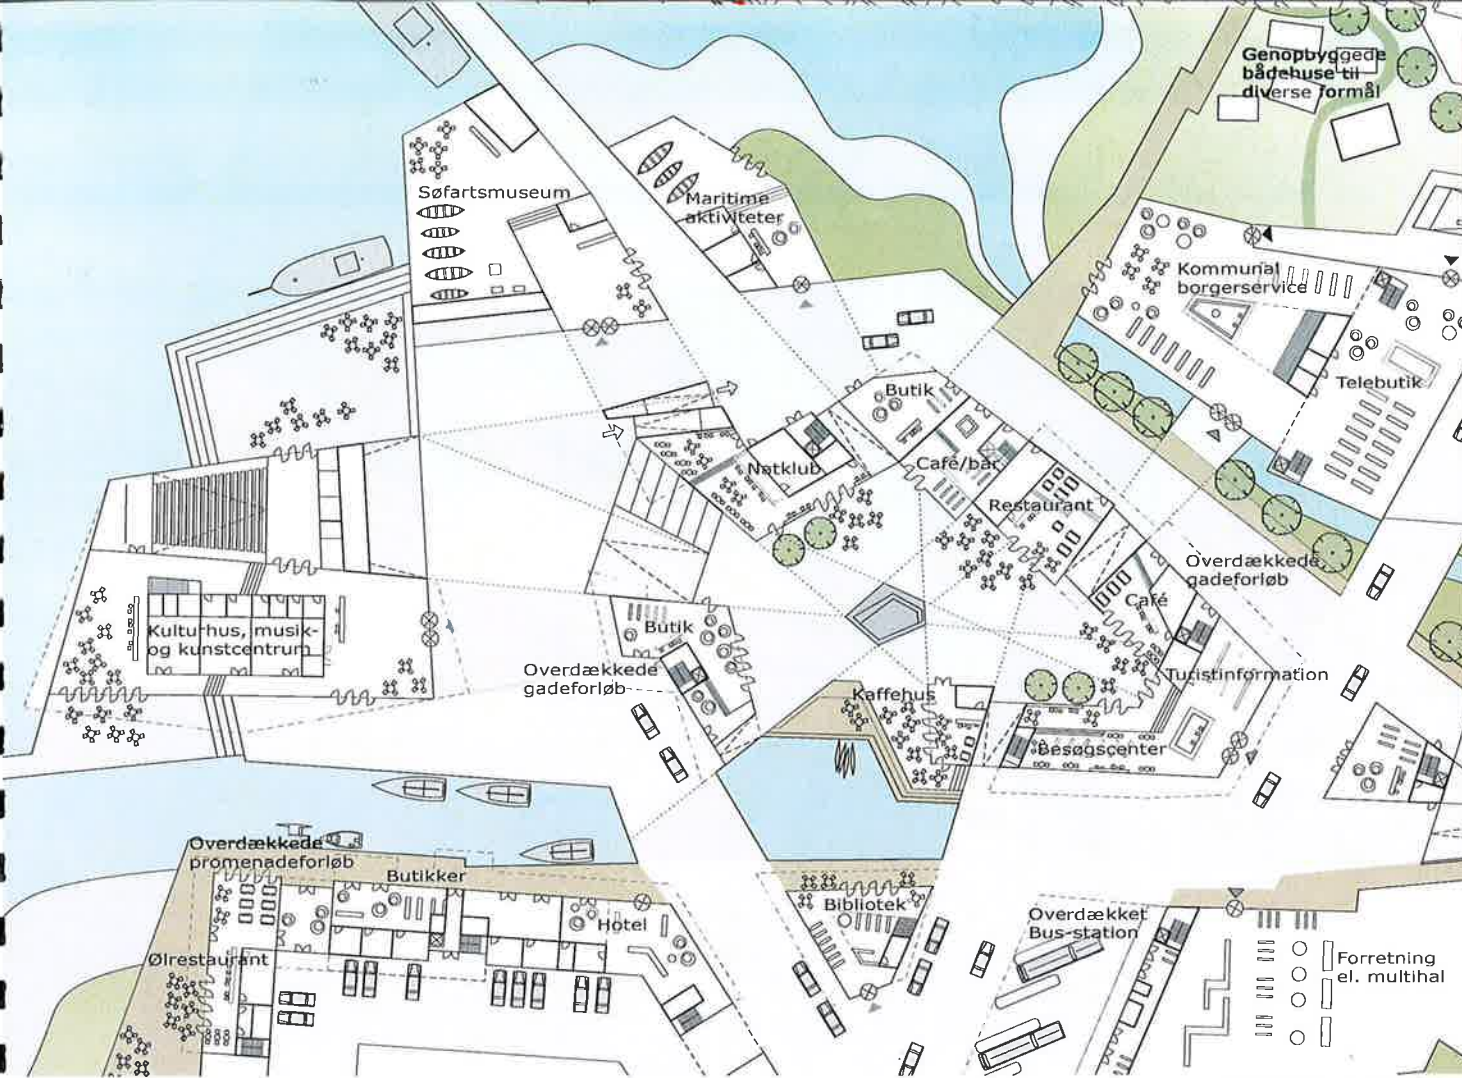 Genopbyggede
bådehuse til
diverse formål
Søfartsmuseum
Maritime
aktiviteter
Kommunal
borgerservice
Telebutik
Butik
Natklub
Café/bar
Restaurant
Overdækkede
gadeforløb
Café
Kulturhus, musik-
og kunstcentrum
Butik
Overdækkede
gadeforløb
Turistinformation
Kaffehus
Besøgscenter
Overdækkede
promenadeforløb
Butikker
Bibliotek
Hotel
Overdækket
Bus-station
Ølrestaurant
Forretning
el. multihal